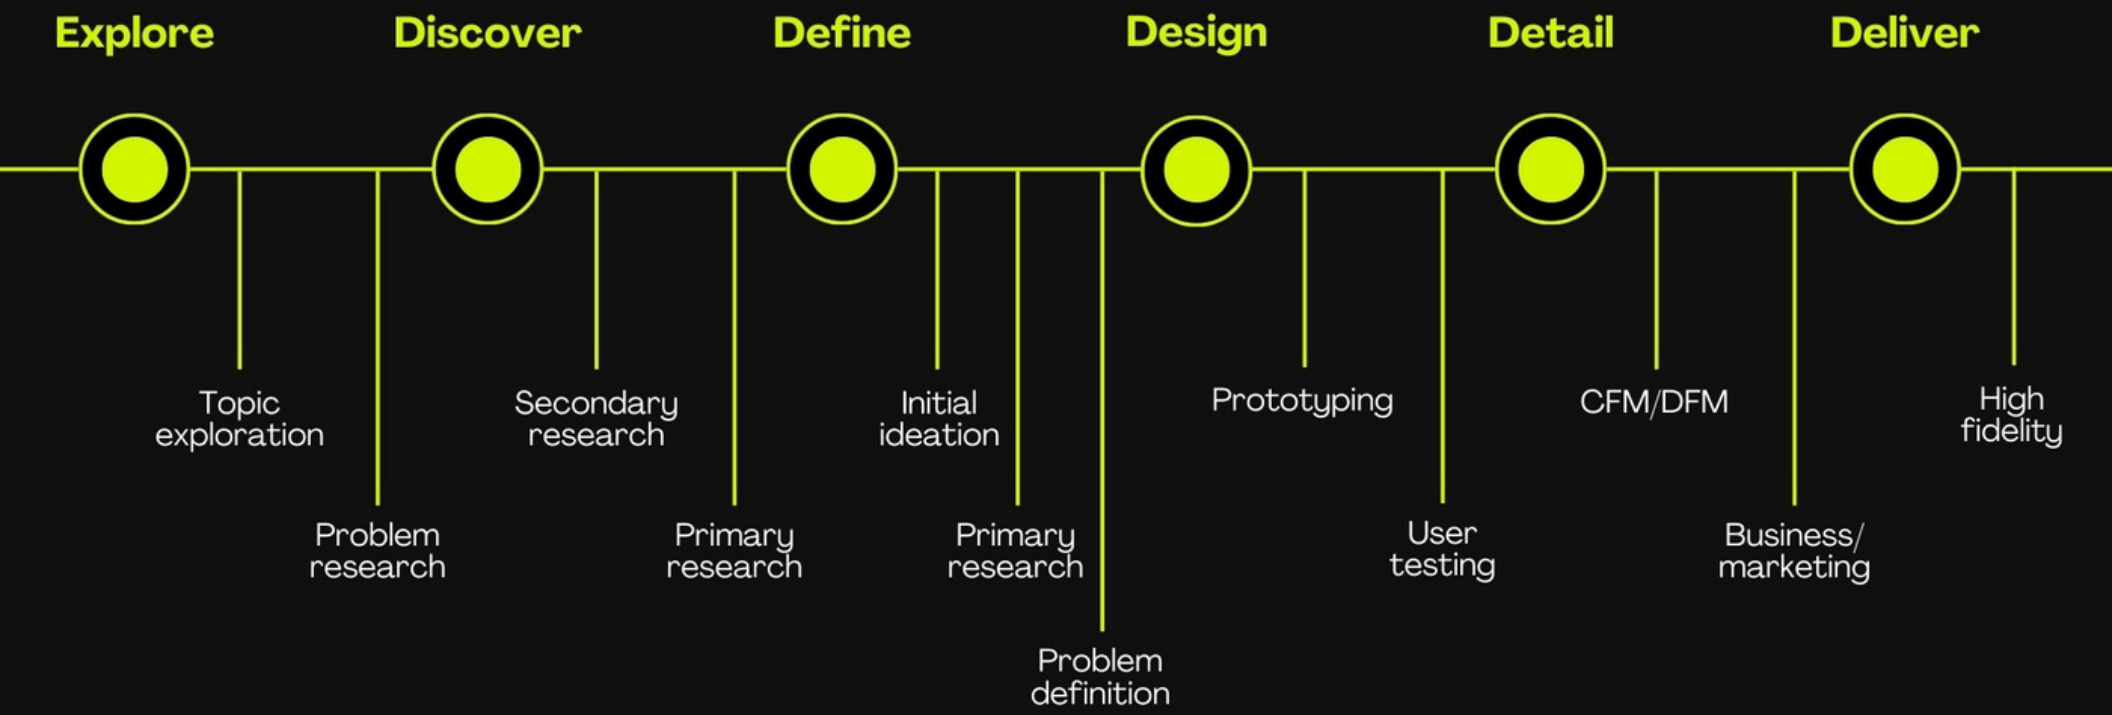 Explore
Discover
Define
Design
Detail
Deliver
Topic
exploration
Problem
research
Secondary
research
Primary
research
Initial
ideation
Primary
research
Problem
definition
Prototyping
User
testing
CFM/DFM
Business/
marketing
High
fidelity